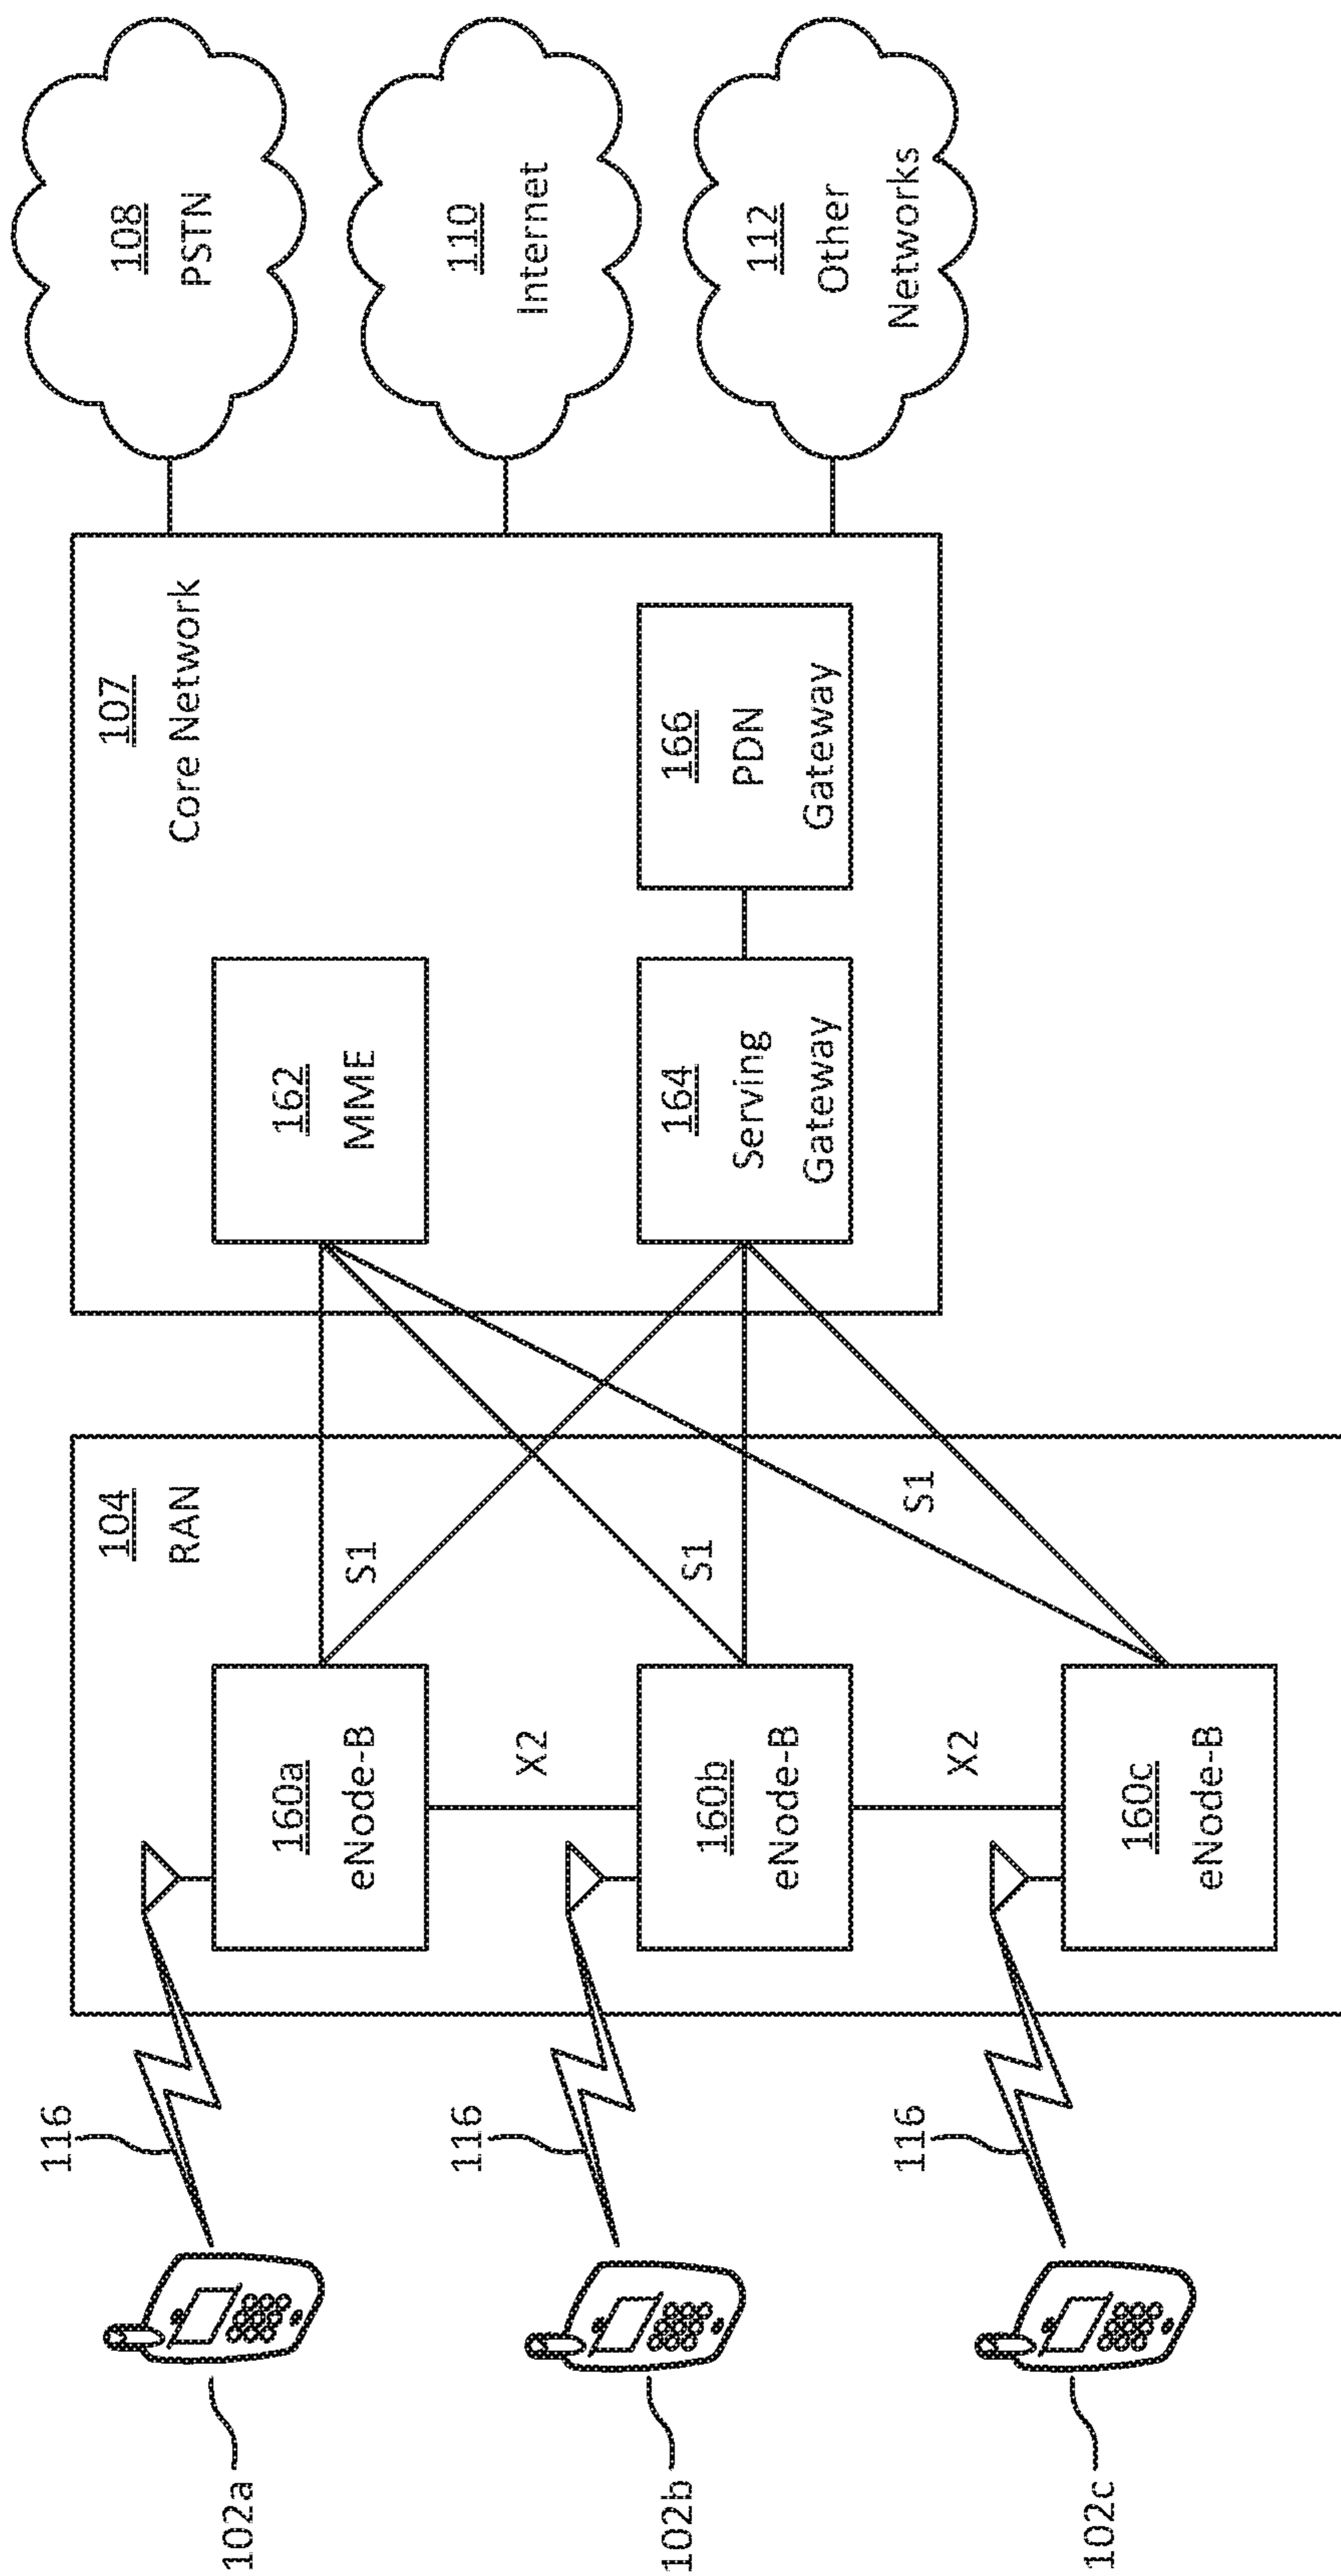 102a
116
104
RAN
160a
eNode-B
S1
107
Core Network
162
MME
108
PSTN
X2
102b
116
160b
eNode-B
S1
164
Serving
Gateway
166
PDN
Gateway
110
Internet
X2
102c
116
160c
eNode-B
S1
112
Other
Networks